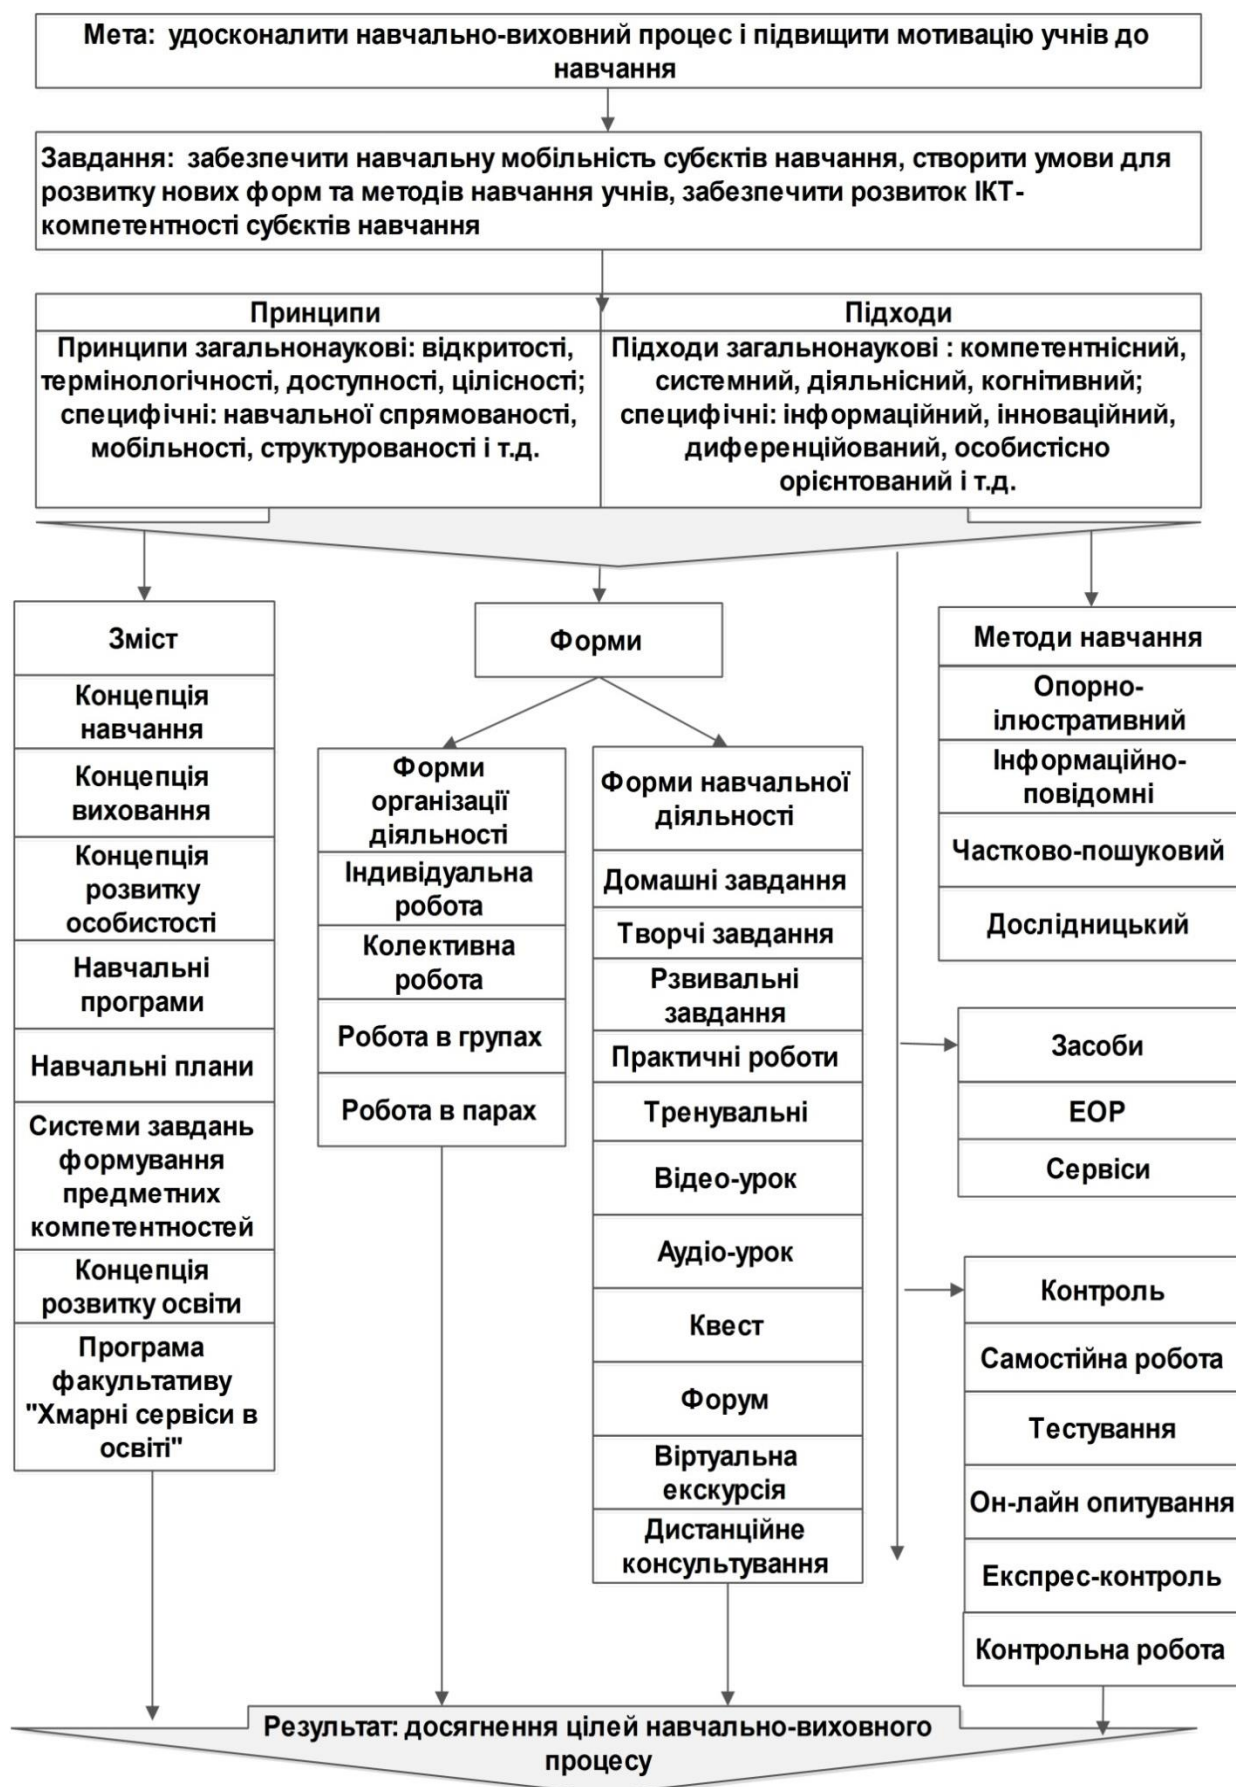 Мета: удосконалити навчально-виховний процес і підвищити мотивацію учнів до
навчання
Завдання: забезпечити навчальну мобільність субєктів навчання, створити умови для
розвитку нових форм та методів навчання учнів, забезпечити розвиток ІКТ-
компетентності субєктів навчання
Принципи
Принципи загальнонаукові: відкритості,
термінологічності, доступності, цілісності;
специфічні: навчальної спрямованості,
мобільності, структурованості і т.д.
Підходи
Підходи загальнонаукові : компетентнісний,
системний, діяльнісний, когнітивний;
специфічні: інформаційний, інноваційний,
диференційований, особистісно
орієнтований і т.д.
Зміст
Концепція
навчання
Концепція
виховання
Концепція
розвитку
особистості
Навчальні
програми
Навчальні плани
Системи завдань
формування
предметних
компетентностей
Концепція
розвитку освіти
Програма
факультативу
"Хмарні сервіси в
освіті"
Форми
Форми
організації
діяльності
Індивідуальна
робота
Колективна
робота
Робота в групах
Робота в парах
Форми навчальної
діяльності
Домашні завдання
Творчі завдання
Рзвивальні
завдання
Практичні роботи
Тренувальні
Відео-урок
Аудіо-урок
Квест
Форум
Віртуальна
екскурсія
Дистанційне
консультування
Методи навчання
Опорно-
ілюстративний
Інформаційно-
повідомні
Частково-пошуковий
Дослідницький
Засоби
ЕОР
Сервіси
Контроль
Самостійна робота
Тестування
Он-лайн опитування
Експрес-контроль
Контрольна робота
Результат: досягнення цілей навчально-виховного
процесу